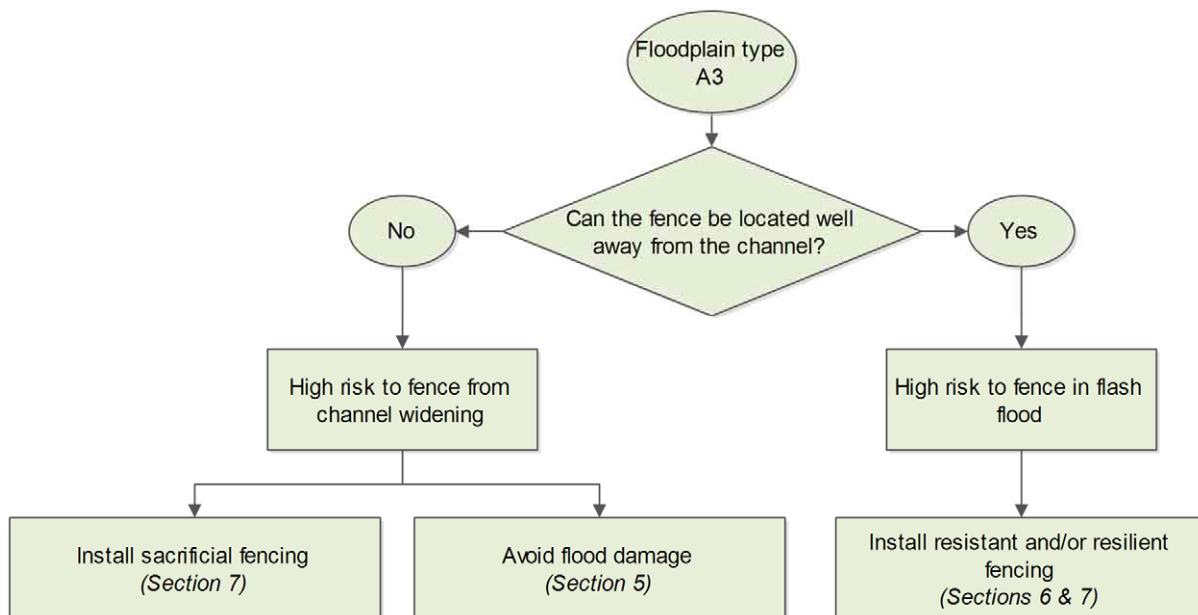 Floodplain type
A3
Can the fence be located well
away from the channel?
No
Yes
High risk to fence from
channel widening
High risk to fence in flash
flood
Install sacrificial fencing
(Section 7)
Avoid flood damage
(Section 5)
Install resistant and/or resilient
fencing
(Sections 6 & 7)